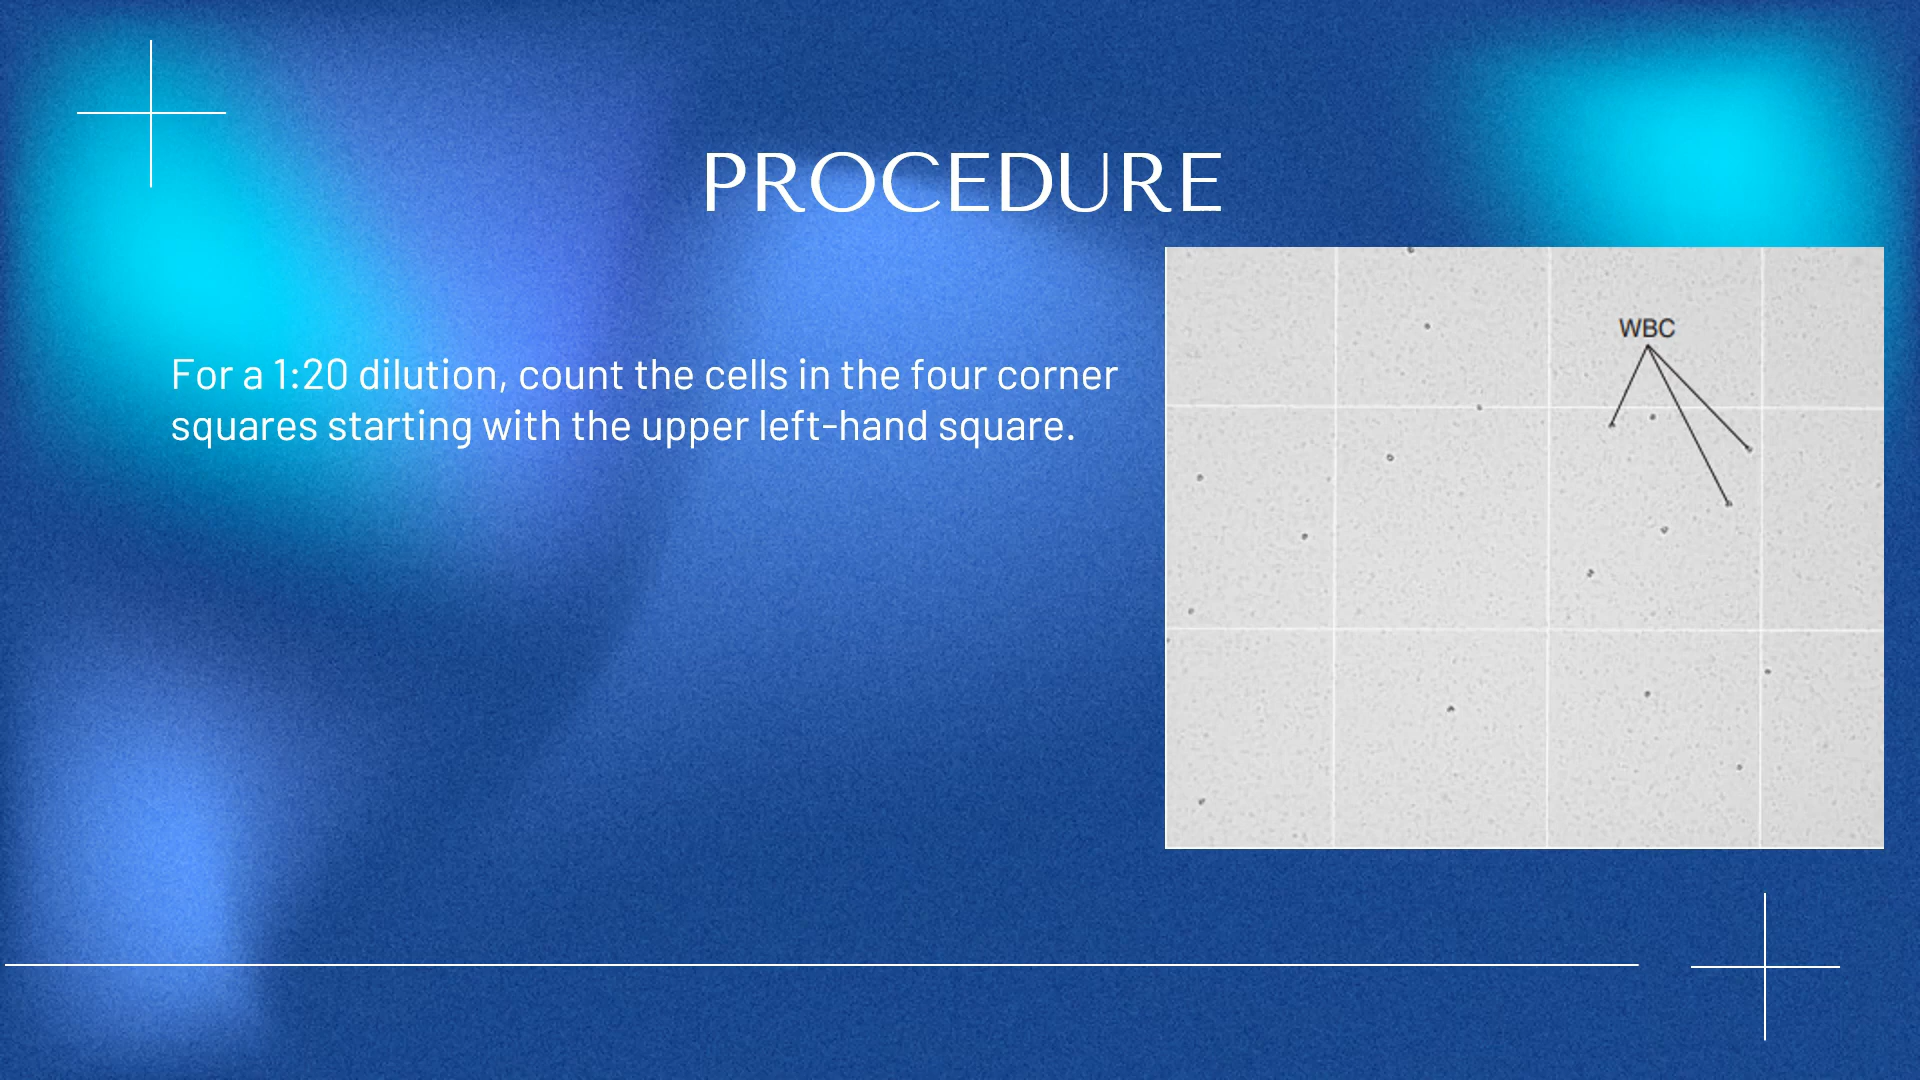 PROCEDURE
For a 1:20 dilution, count the cells in the four corner
squares starting with the upper left-hand square.
WBC